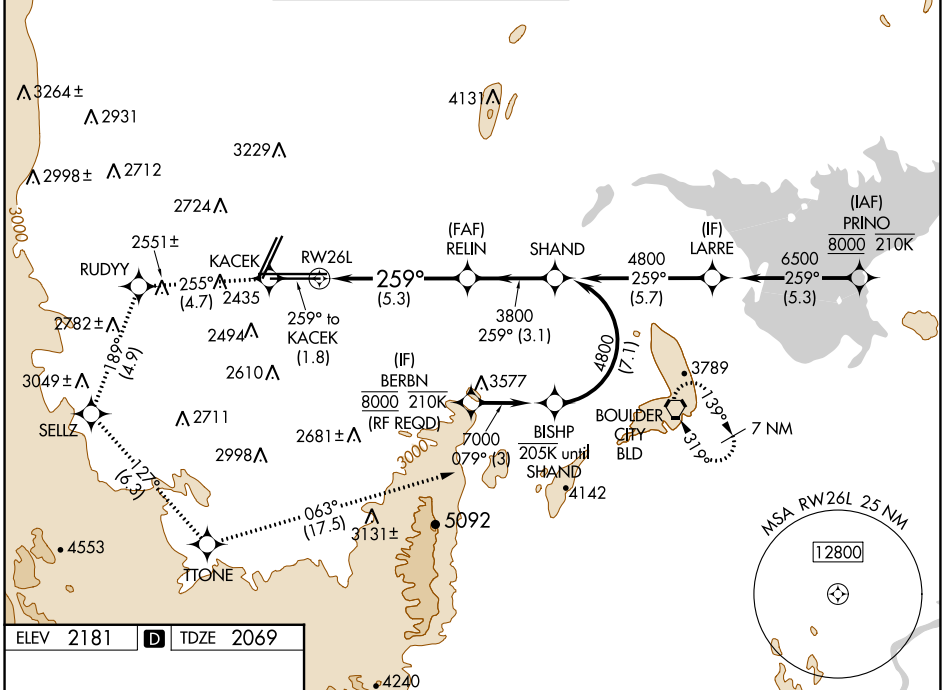 3264 ±
2931
4131
3229
2998 ±
2712
3000
2724
2551 ±
(IAF)
PRINO
8000 210K
(IF)
LARRE
(FAF)
RELIN
SHAND
RUDYY
KACEK
RW26L
255°
(4.7)
2435
259°
(5.3)
4800
259°
(5.7)
6500
259°
(5.3)
3800
259° (3.1)
259° to
KACEK
(1.8)
2782 ±
2494
189°
(4.9)
4800
(7.1)
3049 ±
2610
(IF)
BERBN
8000 210K
(RF REQD)
3577
3789
SELLZ
2711
2681 ±
2998
3000
7000
079° (3)
BISHP
205K until
SHAND
BOULDER
CITY
BLD
139°
319°
7 NM
4142
127°
(6.3)
063°
(17.5)
3131 ±
5092
4553
TTONE
MSA RW26L 25 NM
12800
ELEV 2181 D TDZE 2069
4240